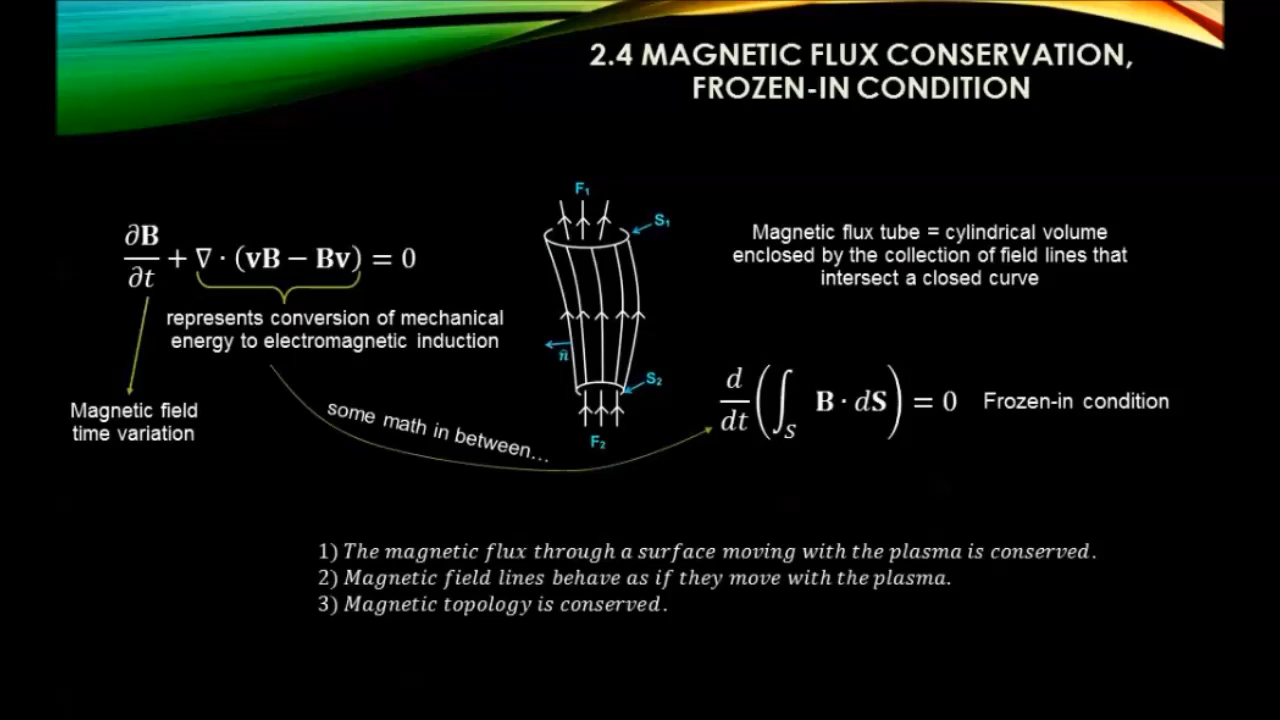 2.4 MAGNETIC FLUX CONSERVATION,
FROZEN-IN CONDITION
∂B/∂t + ∇ · (vB − Bv) = 0
represents conversion of mechanical
energy to electromagnetic induction
Magnetic field
time variation
some math in between...
F₁
S₁
n̂
S₂
F₂
Magnetic flux tube = cylindrical volume
enclosed by the collection of field lines that
intersect a closed curve
d/dt (∫_S B · dS) = 0 Frozen-in condition
1) The magnetic flux through a surface moving with the plasma is conserved.
2) Magnetic field lines behave as if they move with the plasma.
3) Magnetic topology is conserved.